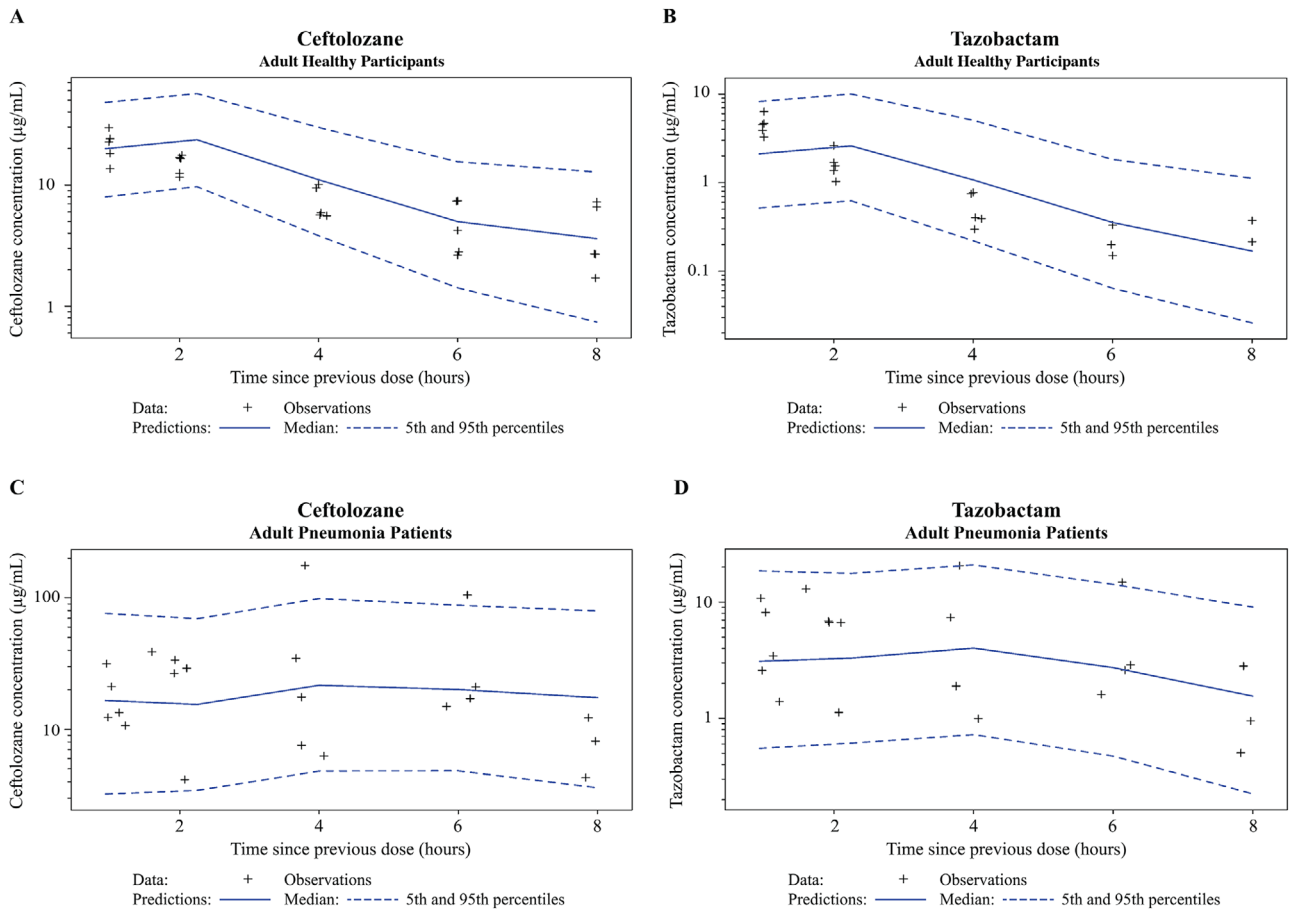 A
Ceftolozane
Adult Healthy Participants
Ceftolozane concentration (µg/mL)
10
1
2 4 6 8
Time since previous dose (hours)
Data: + Observations
Predictions: Median: 5th and 95th percentiles
B
Tazobactam
Adult Healthy Participants
Tazobactam concentration (µg/mL)
10
1
0.1
2 4 6 8
Time since previous dose (hours)
Data: + Observations
Predictions: Median: 5th and 95th percentiles
C
Ceftolozane
Adult Pneumonia Patients
Ceftolozane concentration (µg/mL)
100
10
2 4 6 8
Time since previous dose (hours)
Data: + Observations
Predictions: Median: 5th and 95th percentiles
D
Tazobactam
Adult Pneumonia Patients
Tazobactam concentration (µg/mL)
10
1
2 4 6 8
Time since previous dose (hours)
Data: + Observations
Predictions: Median: 5th and 95th percentiles